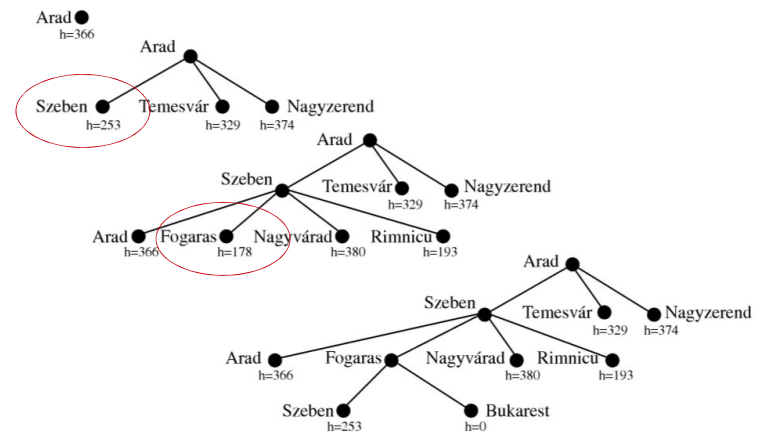 Arad
h=366
Arad
Szeben Temesvár Nagyzerend
h=253 h=329 h=374
Arad
Szeben Temesvár Nagyzerend
h=329 h=374
Arad Fogaras Nagyvárad Rimnicu
h=366 h=178 h=380 h=193
Arad
Szeben Temesvár Nagyzerend
h=329 h=374
Arad Fogaras Nagyvárad Rimnicu
h=366 h=380 h=193
Szeben Bukarest
h=253 h=0